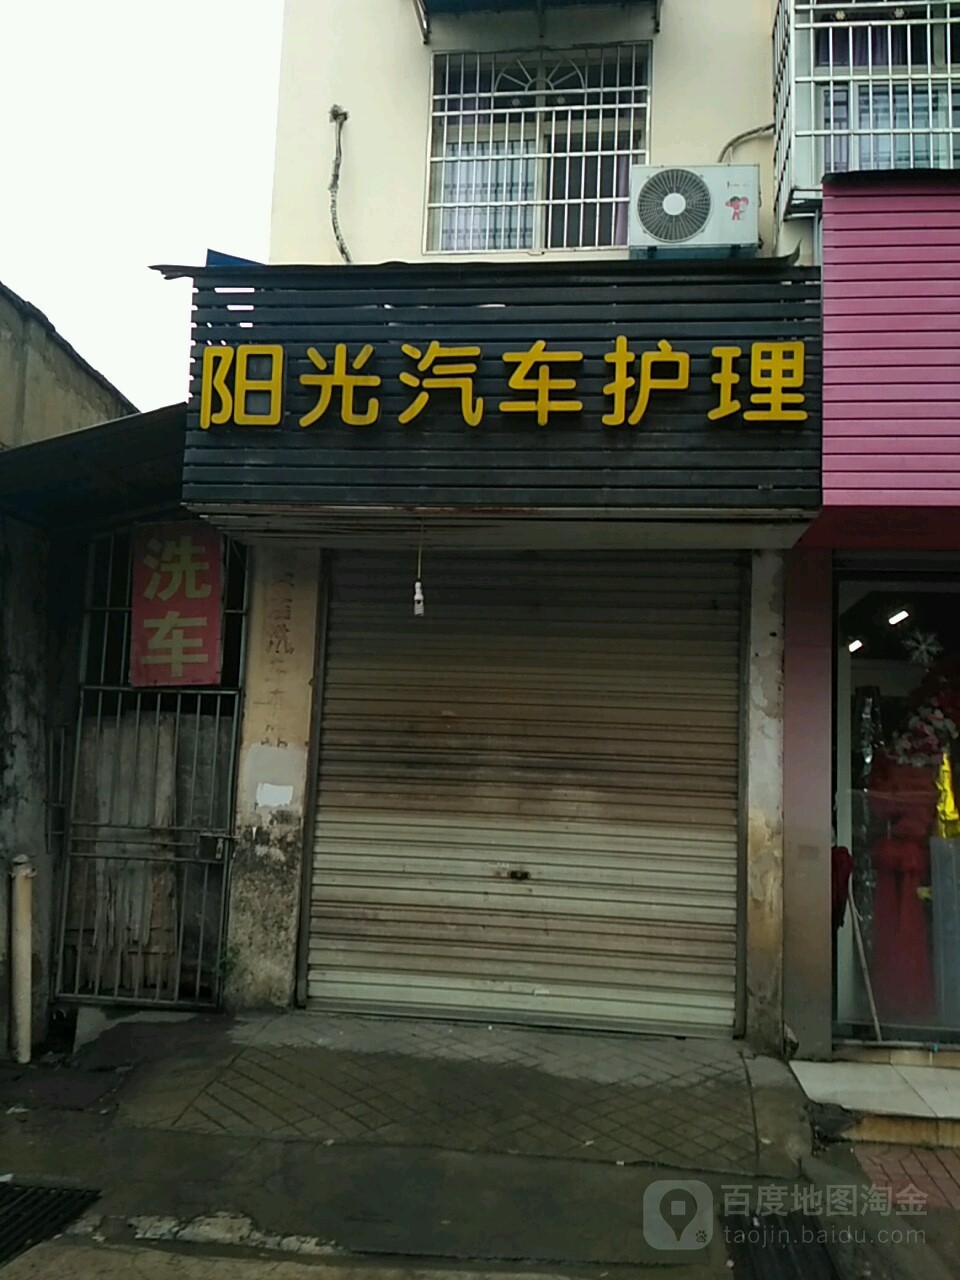 阳光汽车护理
洗车
百度地图淘金
taojin.baidu.com